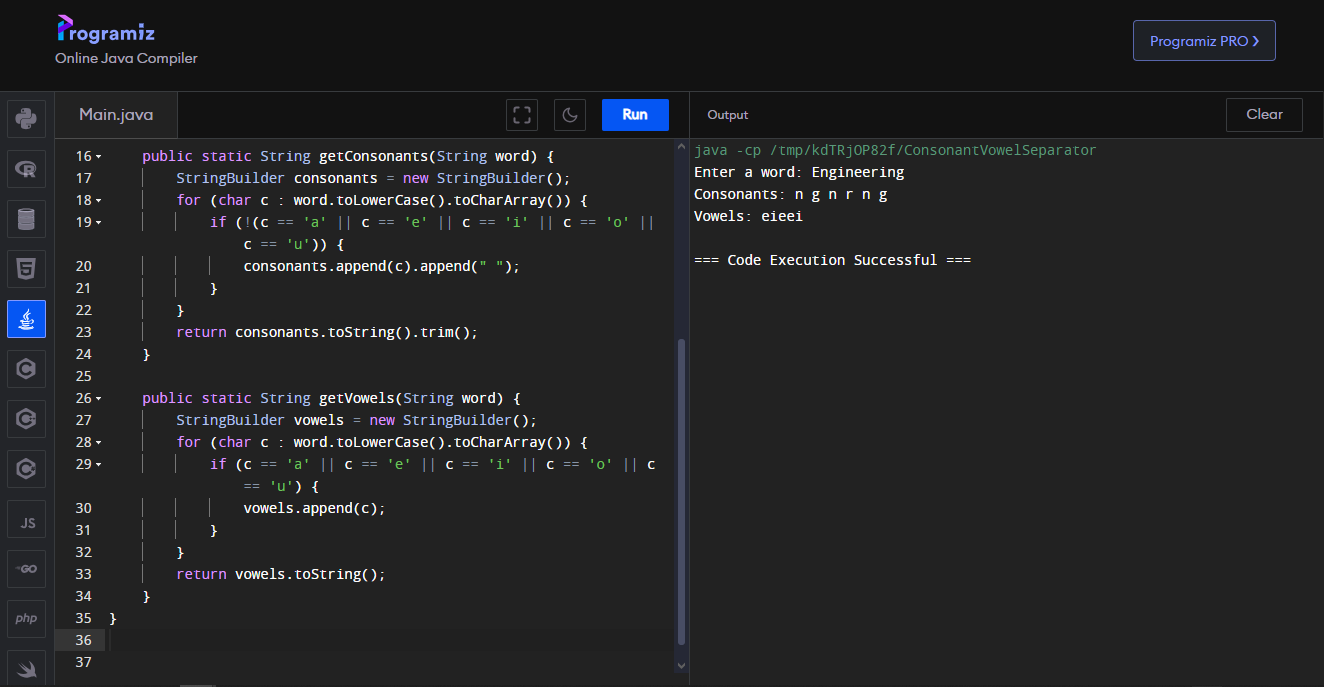 Programiz
Online Java Compiler
Programiz PRO ❯
Main.java
Run
Output
Clear
16 public static String getConsonants(String word) {
17 StringBuilder consonants = new StringBuilder();
18 for (char c : word.toLowerCase().toCharArray()) {
19 if (!(c == 'a' || c == 'e' || c == 'i' || c == 'o' ||
c == 'u')) {
20 consonants.append(c).append(" ");
21 }
22 }
23 return consonants.toString().trim();
24 }
25
26 public static String getVowels(String word) {
27 StringBuilder vowels = new StringBuilder();
28 for (char c : word.toLowerCase().toCharArray()) {
29 if (c == 'a' || c == 'e' || c == 'i' || c == 'o' || c
== 'u') {
30 vowels.append(c);
31 }
32 }
33 return vowels.toString();
34 }
35 }
36
37
java -cp /tmp/kdTRjOP82f/ConsonantVowelSeparator
Enter a word: Engineering
Consonants: n g n r n g
Vowels: eieei
=== Code Execution Successful ===
JS
GO
php